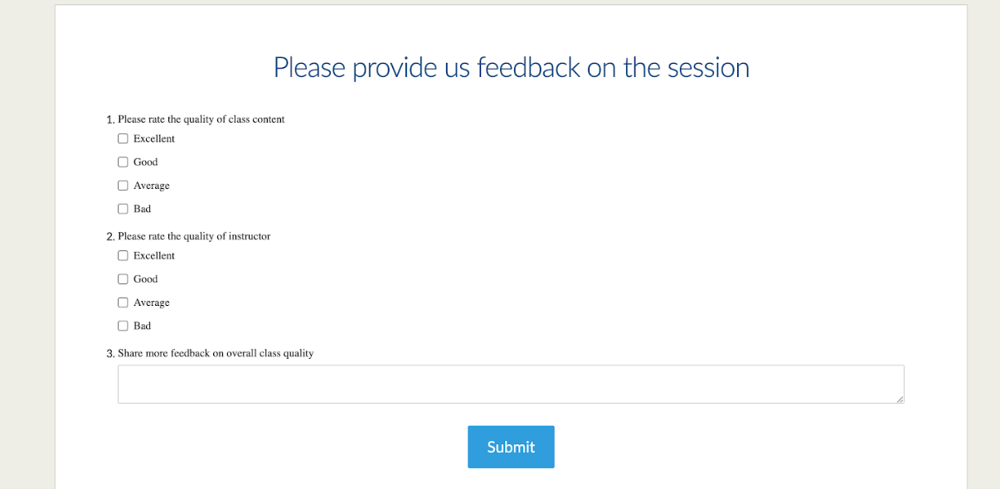 Please provide us feedback on the session
1. Please rate the quality of class content
Excellent
Good
Average
Bad
2. Please rate the quality of instructor
Excellent
Good
Average
Bad
3. Share more feedback on overall class quality
Submit